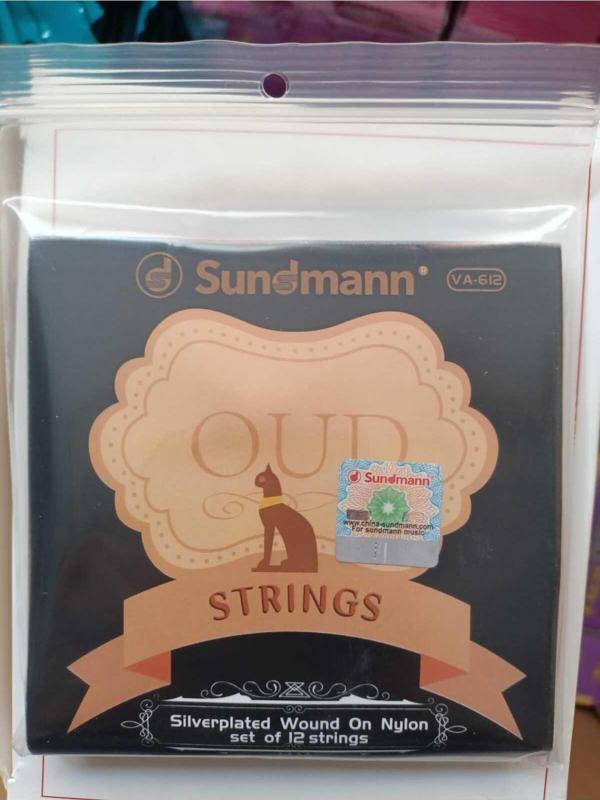 Sundmann®
VA-612
OUD
Sundmann
www.china-sundmann.com
For sundmann music
STRINGS
Silverplated Wound On Nylon
set of 12 strings